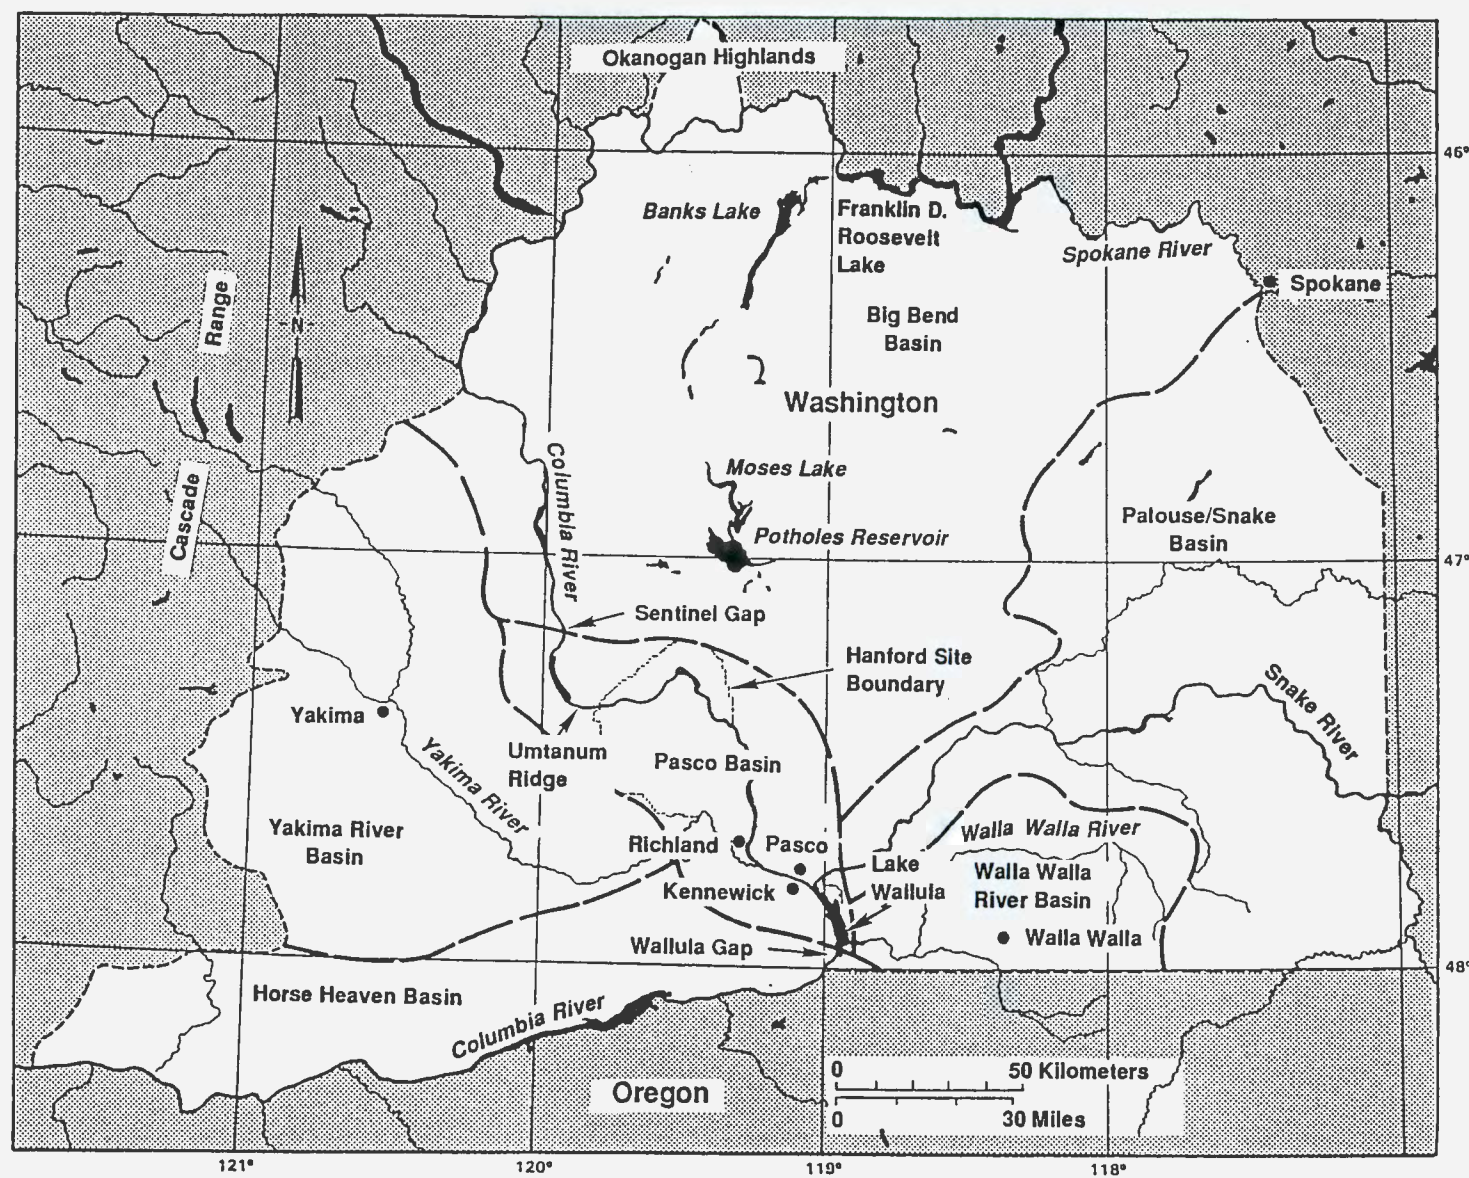 Okanogan Highlands
46°
Banks Lake
Franklin D.
Roosevelt
Lake
Spokane River
Spokane
Range
N
Big Bend
Basin
Washington
Columbia River
Moses Lake
Cascade
Potholes Reservoir
Palouse/Snake
Basin
47°
Sentinel Gap
Hanford Site
Boundary
Snake River
Yakima
Umtanum
Ridge
Pasco Basin
Yakima River
Yakima River
Basin
Richland
Pasco
Walla Walla River
Lake
Wallula
Walla Walla
River Basin
Kennewick
Walla Walla
Wallula Gap
48°
Horse Heaven Basin
Columbia River
Oregon
0 50 Kilometers
0 30 Miles
121° 120° 119° 118°